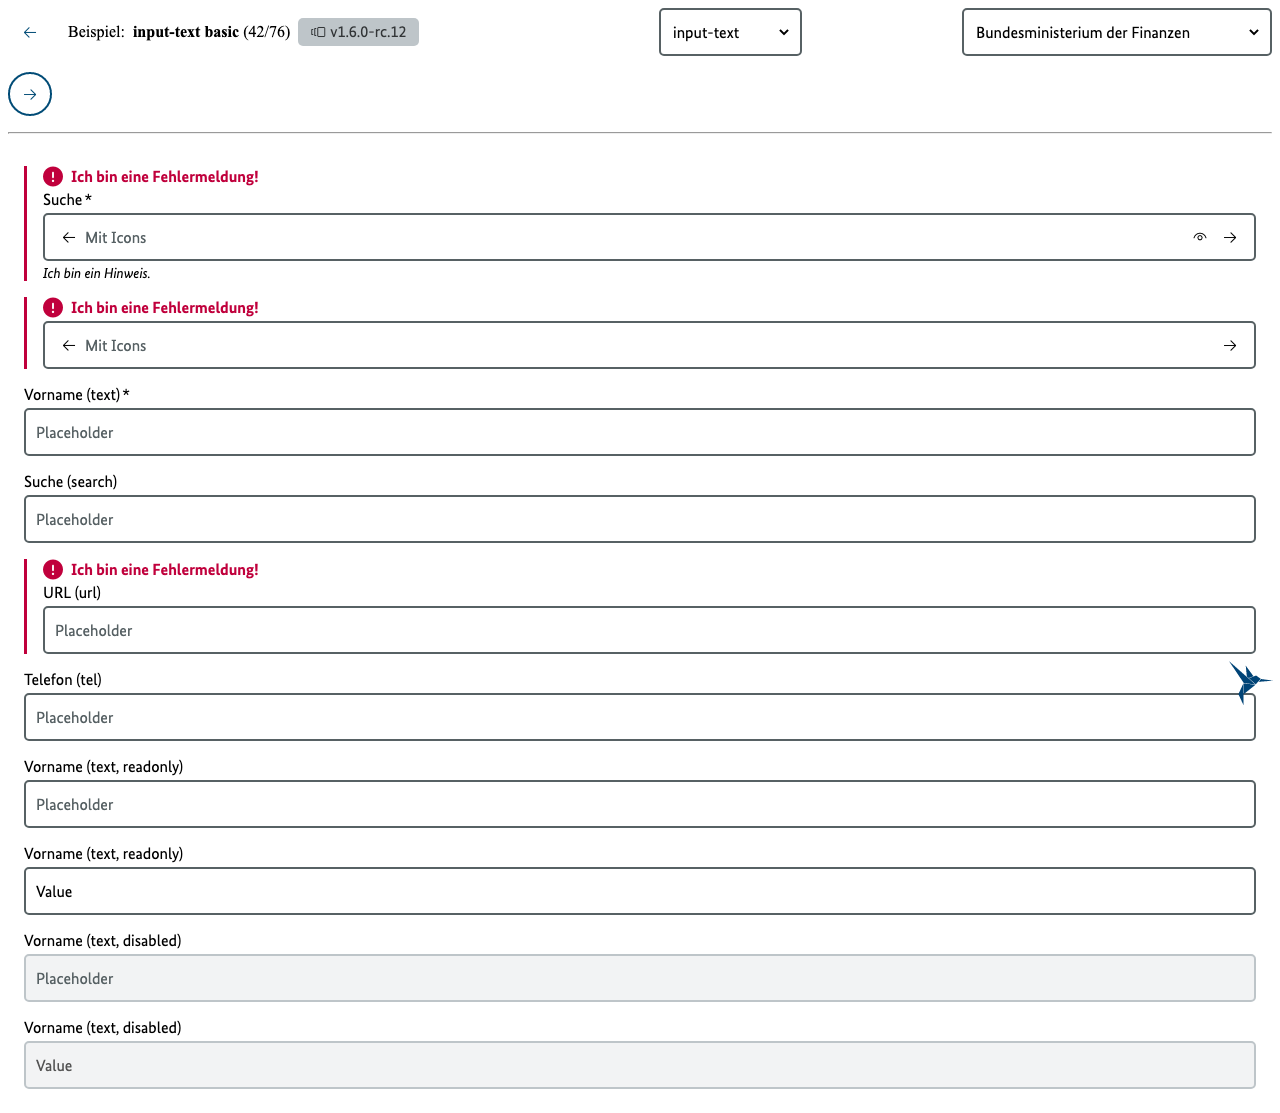 Beispiel: input-text basic (42/76) v1.6.0-rc.12 input-text Bundesministerium der Finanzen
Ich bin eine Fehlermeldung!
Suche *
Mit Icons
Ich bin ein Hinweis.
Ich bin eine Fehlermeldung!
Mit Icons
Vorname (text) *
Placeholder
Suche (search)
Placeholder
Ich bin eine Fehlermeldung!
URL (url)
Placeholder
Telefon (tel)
Placeholder
Vorname (text, readonly)
Placeholder
Vorname (text, readonly)
Value
Vorname (text, disabled)
Placeholder
Vorname (text, disabled)
Value